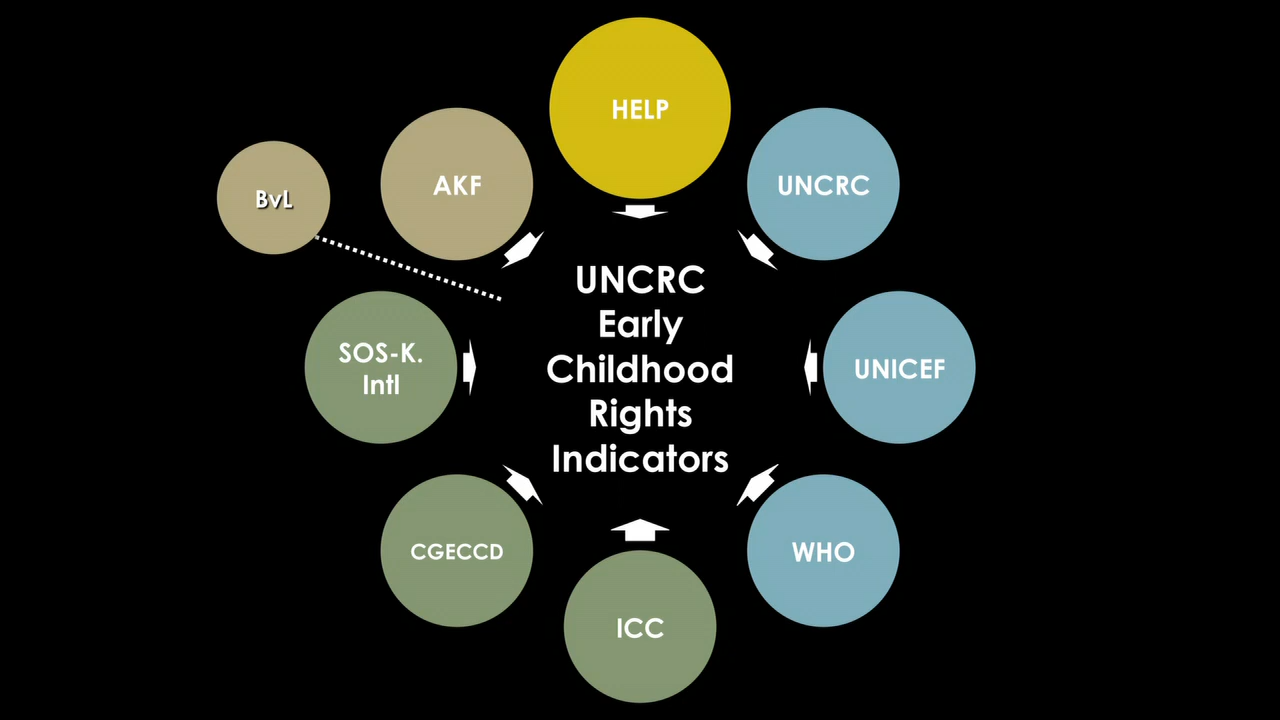 HELP
AKF
UNCRC
BvL
UNCRC
Early
Childhood
Rights
Indicators
SOS-K.
Intl
UNICEF
CGECCD
WHO
ICC